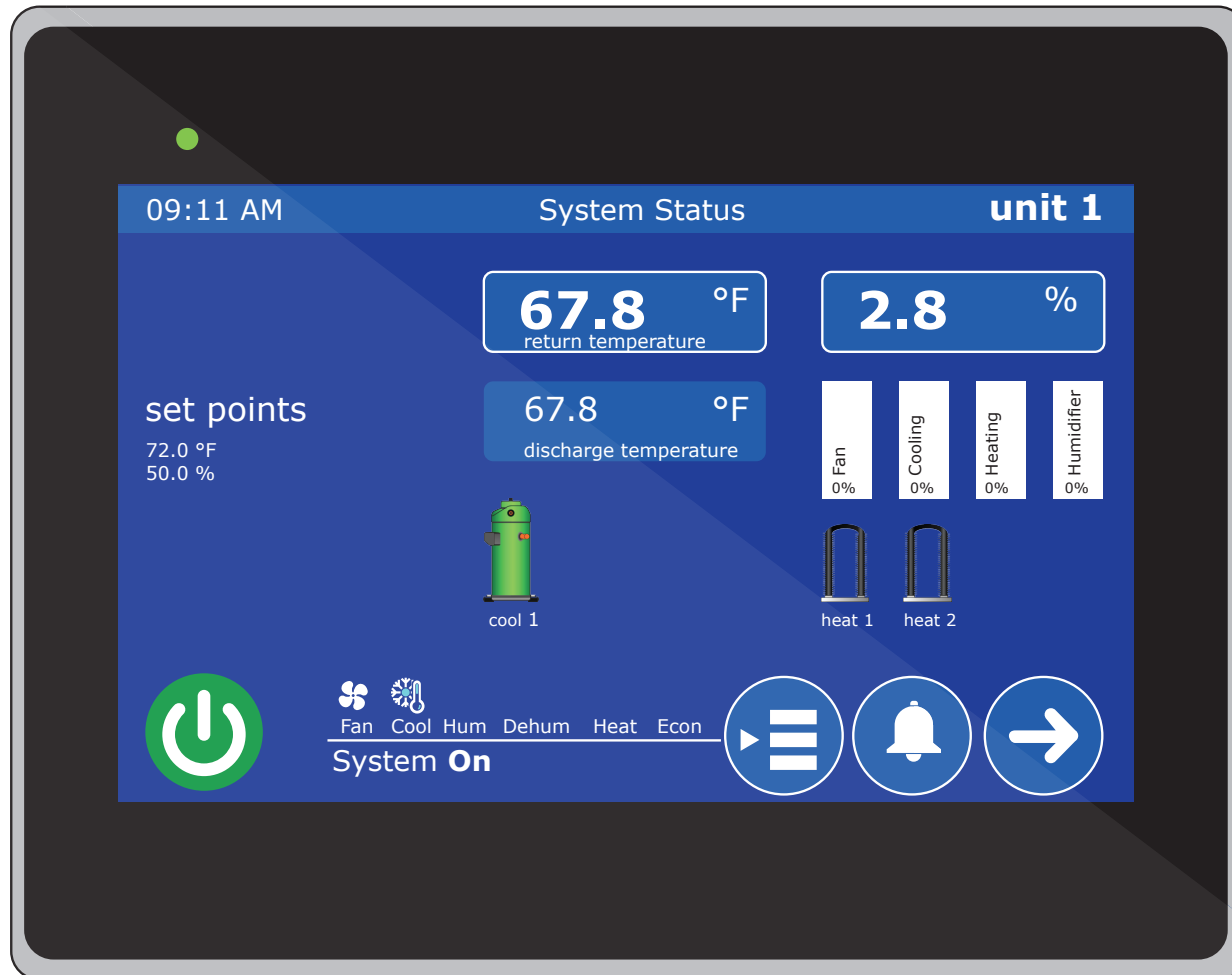 09:11 AM System Status unit 1
67.8 °F
return temperature
2.8 %
set points
72.0 °F
50.0 %
67.8 °F
discharge temperature
Fan
0%
Cooling
0%
Heating
0%
Humidifier
0%
cool 1
heat 1
heat 2
Fan Cool Hum Dehum Heat Econ
System On